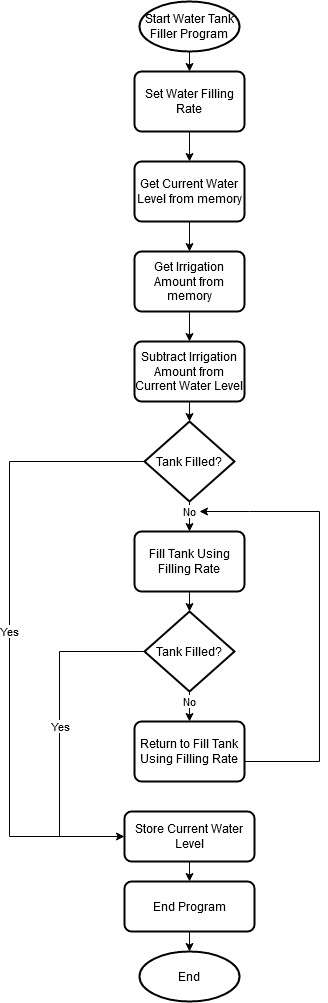 Start Water Tank
Filler Program
Set Water Filling
Rate
Get Current Water
Level from memory
Get Irrigation
Amount from
memory
Subtract Irrigation
Amount from
Current Water Level
Tank Filled?
No
Fill Tank Using
Filling Rate
Yes
Tank Filled?
No
Yes
Return to Fill Tank
Using Filling Rate
Store Current Water
Level
End Program
End